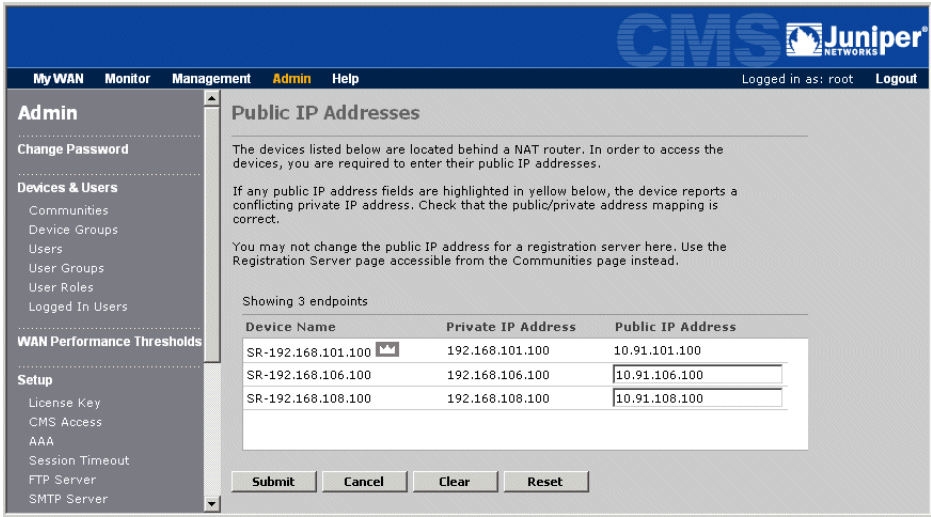 CMS
Juniper
NETWORKS
My WAN Monitor Management Admin Help Logged in as: root Logout
Admin
Change Password
Devices & Users
Communities
Device Groups
Users
User Groups
User Roles
Logged In Users
WAN Performance Thresholds
Setup
License Key
CMS Access
AAA
Session Timeout
FTP Server
SMTP Server
Public IP Addresses
The devices listed below are located behind a NAT router. In order to access the
devices, you are required to enter their public IP addresses.
If any public IP address fields are highlighted in yellow below, the device reports a
conflicting private IP address. Check that the public/private address mapping is
correct.
You may not change the public IP address for a registration server here. Use the
Registration Server page accessible from the Communities page instead.
Showing 3 endpoints
Device Name Private IP Address Public IP Address
SR-192.168.101.100 192.168.101.100 10.91.101.100
SR-192.168.106.100 192.168.106.100 10.91.106.100
SR-192.168.108.100 192.168.108.100 10.91.108.100
Submit Cancel Clear Reset